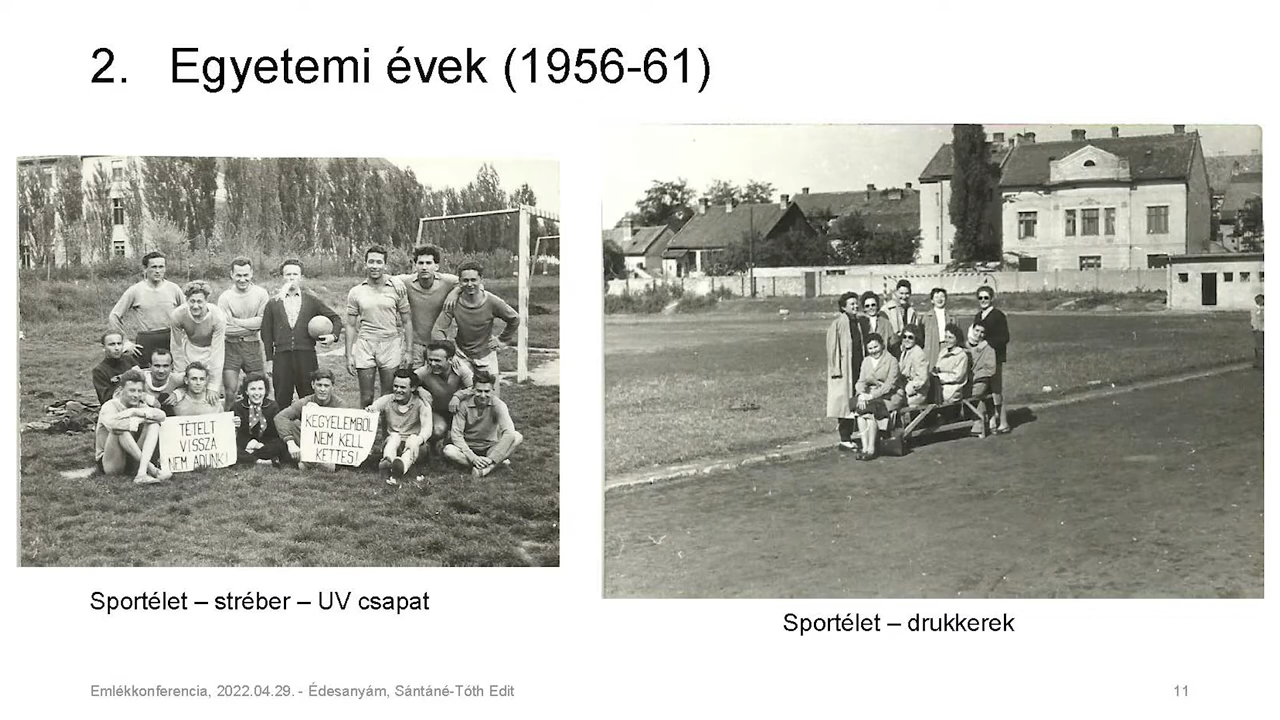 2. Egyetemi évek (1956-61)
TÉTELT
VISSZA
NEM ADUNK!
KEGYELEMBŐL
NEM KELL
KETTES!
Sportélet – stréber – UV csapat
Sportélet – drukkerek
Emlékkonferencia, 2022.04.29. - Édesanyám, Sántáné-Tóth Edit
11